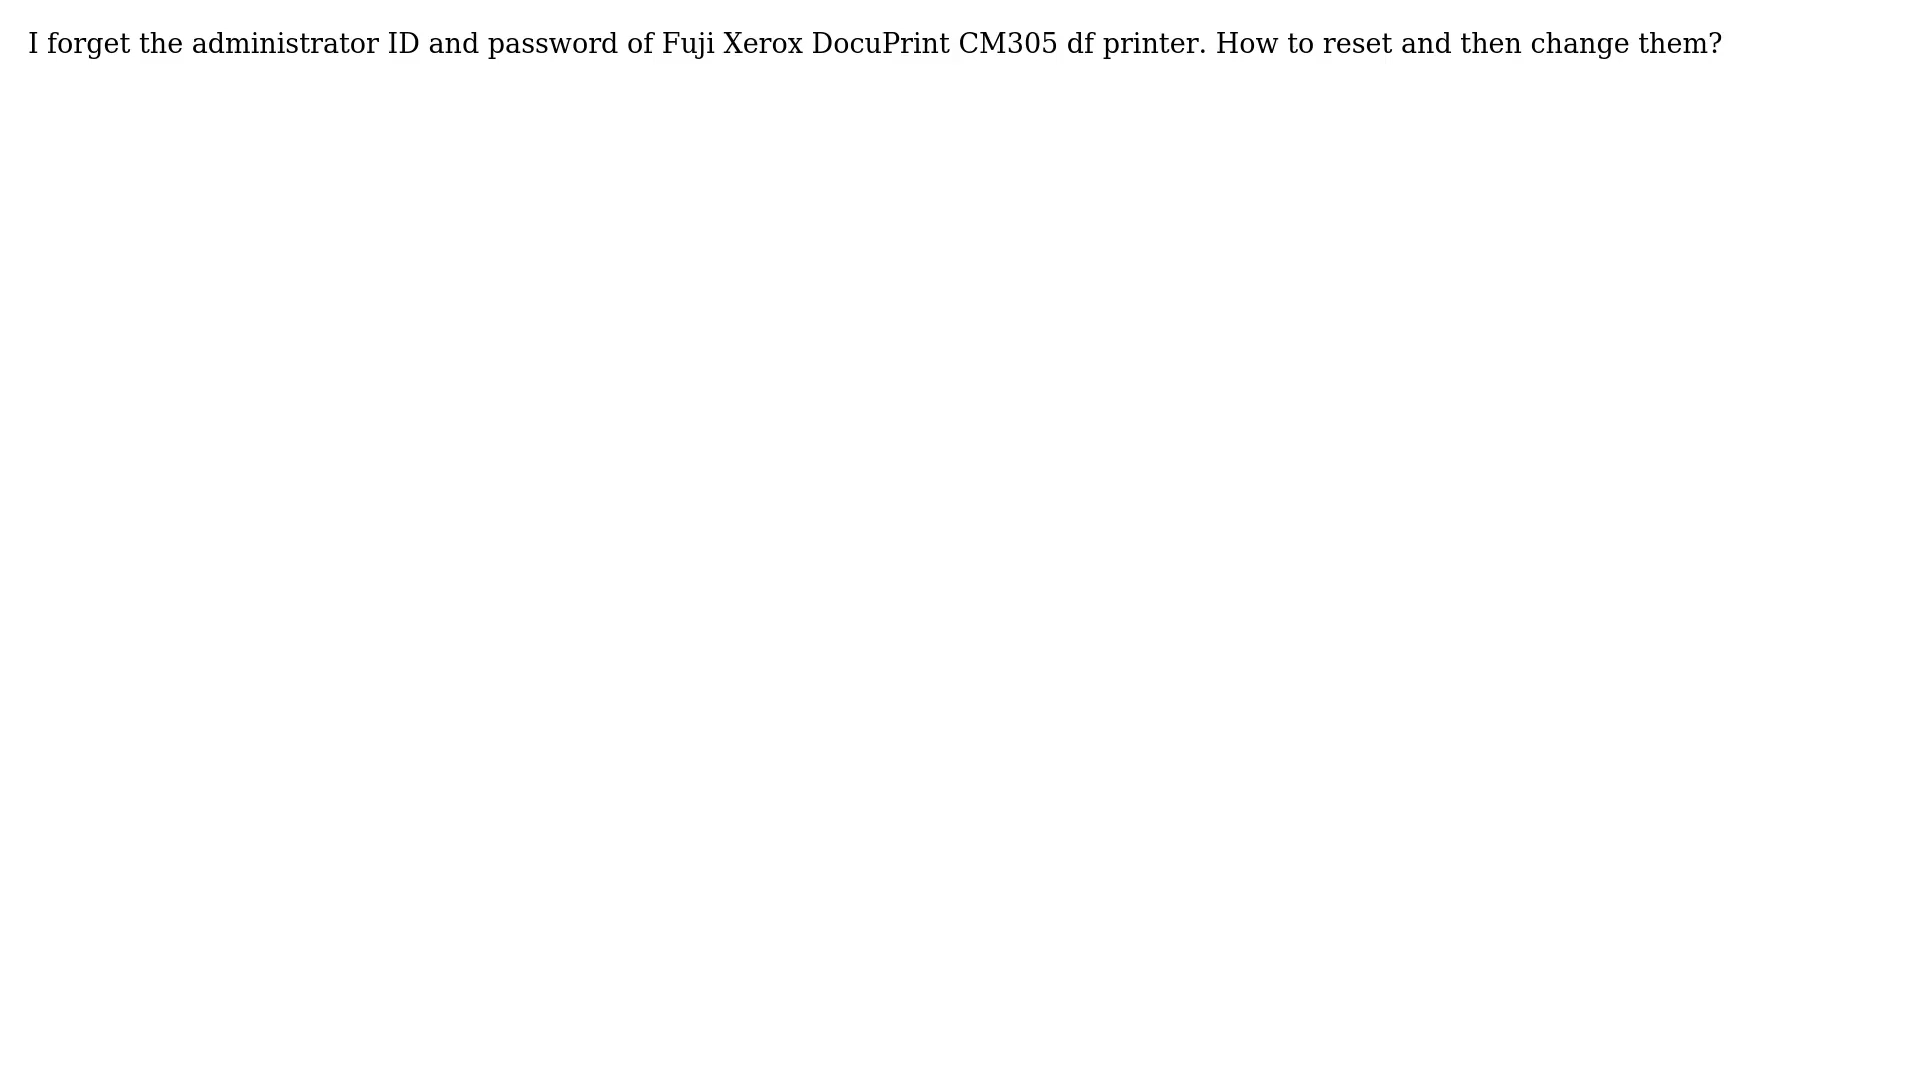 I forget the administrator ID and password of Fuji Xerox DocuPrint CM305 df printer. How to reset and then change them?